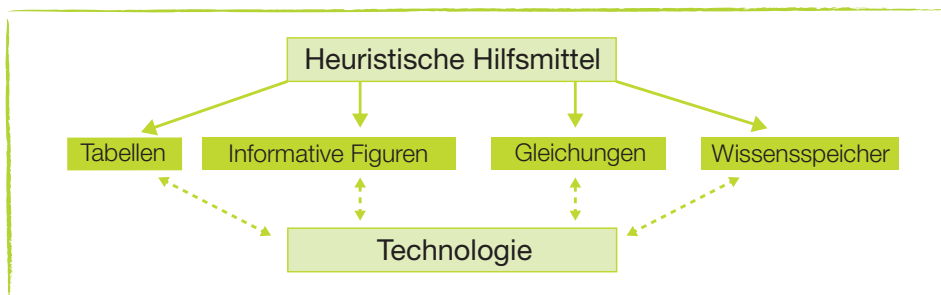 Heuristische Hilfsmittel
Tabellen
Informative Figuren
Gleichungen
Wissensspeicher
Technologie